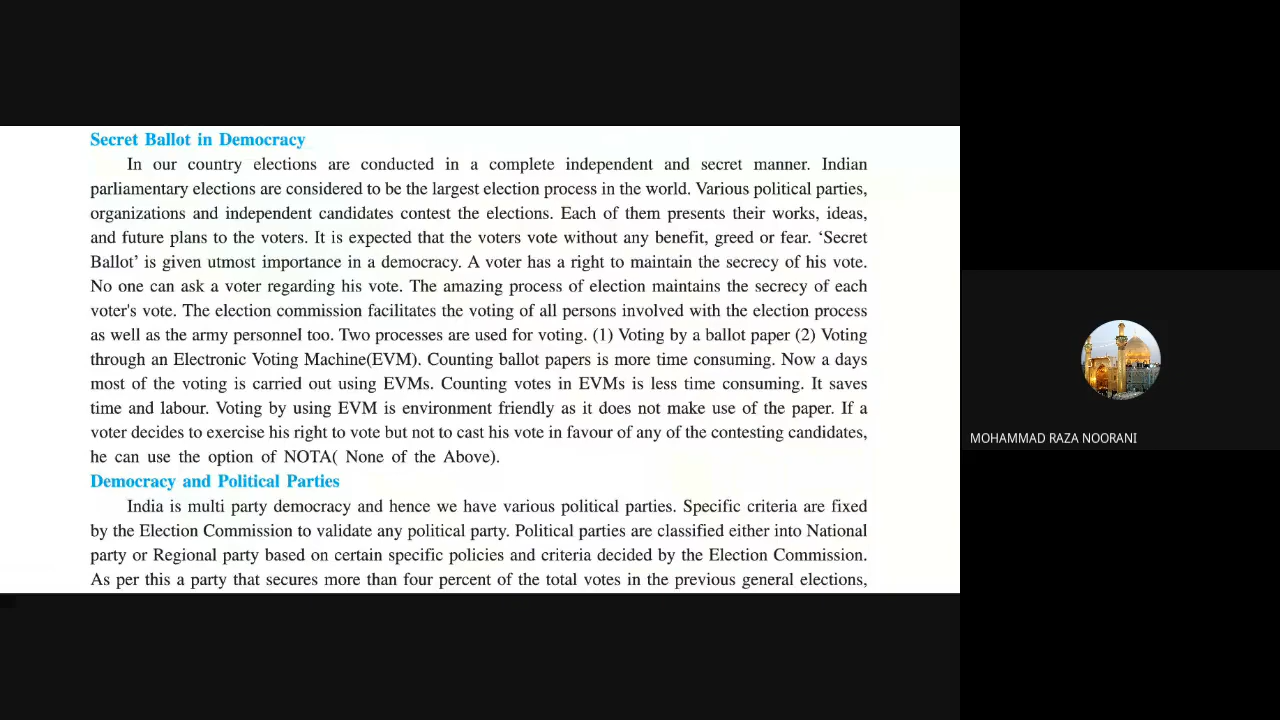 Secret Ballot in Democracy
In our country elections are conducted in a complete independent and secret manner. Indian
parliamentary elections are considered to be the largest election process in the world. Various political parties,
organizations and independent candidates contest the elections. Each of them presents their works, ideas,
and future plans to the voters. It is expected that the voters vote without any benefit, greed or fear. ‘Secret
Ballot’ is given utmost importance in a democracy. A voter has a right to maintain the secrecy of his vote.
No one can ask a voter regarding his vote. The amazing process of election maintains the secrecy of each
voter's vote. The election commission facilitates the voting of all persons involved with the election process
as well as the army personnel too. Two processes are used for voting. (1) Voting by a ballot paper (2) Voting
through an Electronic Voting Machine(EVM). Counting ballot papers is more time consuming. Now a days
most of the voting is carried out using EVMs. Counting votes in EVMs is less time consuming. It saves
time and labour. Voting by using EVM is environment friendly as it does not make use of the paper. If a
voter decides to exercise his right to vote but not to cast his vote in favour of any of the contesting candidates,
he can use the option of NOTA( None of the Above).
Democracy and Political Parties
India is multi party democracy and hence we have various political parties. Specific criteria are fixed
by the Election Commission to validate any political party. Political parties are classified either into National
party or Regional party based on certain specific policies and criteria decided by the Election Commission.
As per this a party that secures more than four percent of the total votes in the previous general elections,
MOHAMMAD RAZA NOORANI